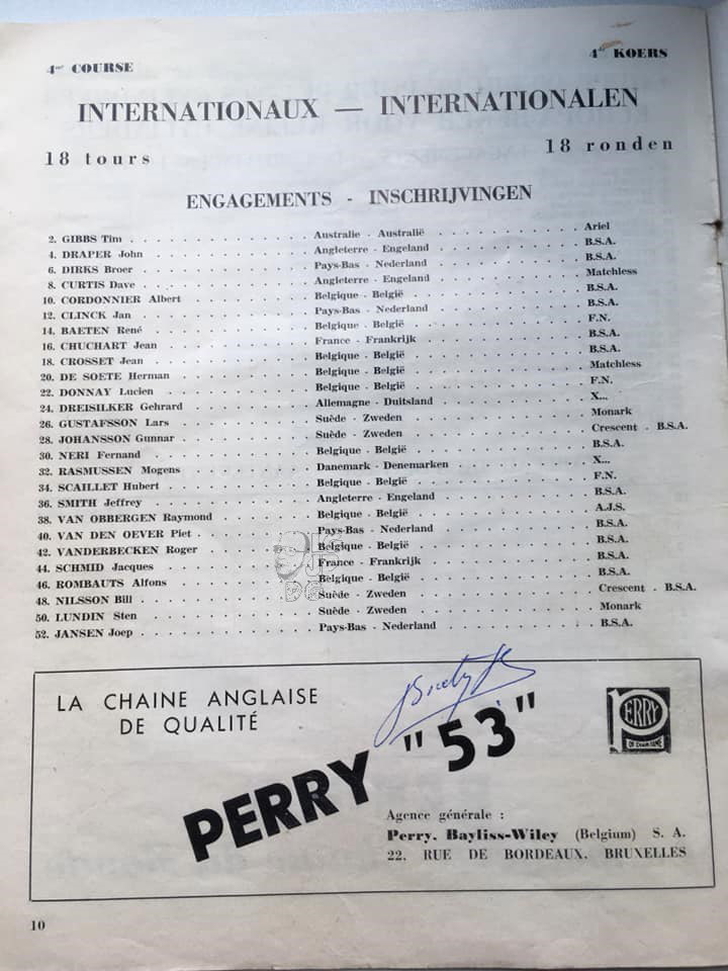 4me COURSE 4de KOERS
INTERNATIONAUX — INTERNATIONALEN
18 tours 18 ronden
ENGAGEMENTS - INSCHRIJVINGEN
2. GIBBS Tim Australie - Australië Ariel
4. DRAPER John Angleterre - Engeland B.S.A.
6. DIRKS Broer Pays-Bas - Nederland B.S.A.
8. CURTIS Dave Angleterre - Engeland Matchless
10. CORDONNIER Albert Belgique - België B.S.A.
12. CLINCK Jan Pays-Bas - Nederland B.S.A.
14. BAETEN René Belgique - België F.N.
16. CHUCHART Jean France - Frankrijk B.S.A.
18. CROSSET Jean Belgique - België B.S.A.
20. DE SOETE Herman Belgique - België Matchless
22. DONNAY Lucien Belgique - België F.N.
24. DREISILKER Gehrard Allemagne - Duitsland X...
26. GUSTAFSSON Lars Suède - Zweden Monark
28. JOHANSSON Gunnar Suède - Zweden Crescent - B.S.A.
30. NERI Fernand Belgique - België B.S.A.
32. RASMUSSEN Mogens Danemark - Denemarken X...
34. SCAILLET Hubert Belgique - België F.N.
36. SMITH Jeffrey Angleterre - Engeland B.S.A.
38. VAN OBBERGEN Raymond Belgique - België A.J.S.
40. VAN DEN OEVER Piet Pays-Bas - Nederland B.S.A.
42. VANDERBECKEN Roger Belgique - België B.S.A.
44. SCHMID Jacques France - Frankrijk B.S.A.
46. ROMBAUTS Alfons Belgique - België B.S.A.
48. NILSSON Bill Suède - Zweden Crescent - B.S.A.
50. LUNDIN Sten Suède - Zweden Monark
52. JANSEN Joep Pays-Bas - Nederland B.S.A.
LA CHAINE ANGLAISE
DE QUALITÉ
PERRY "53"
PERRY
Agence générale :
Perry, Bayliss-Wiley (Belgium) S. A.
22, RUE DE BORDEAUX, BRUXELLES
10